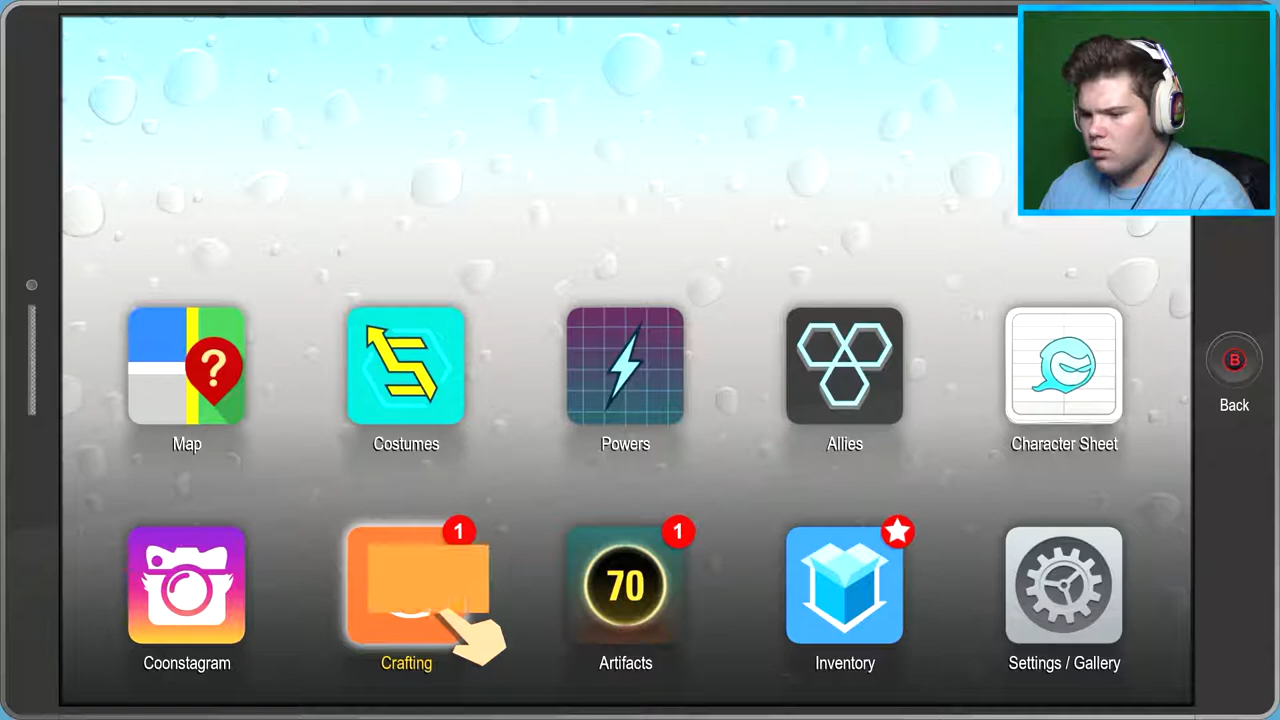 Map
Costumes
Powers
Allies
Character Sheet
B
Back
1
1
70
Coonstagram
Crafting
Artifacts
Inventory
Settings / Gallery